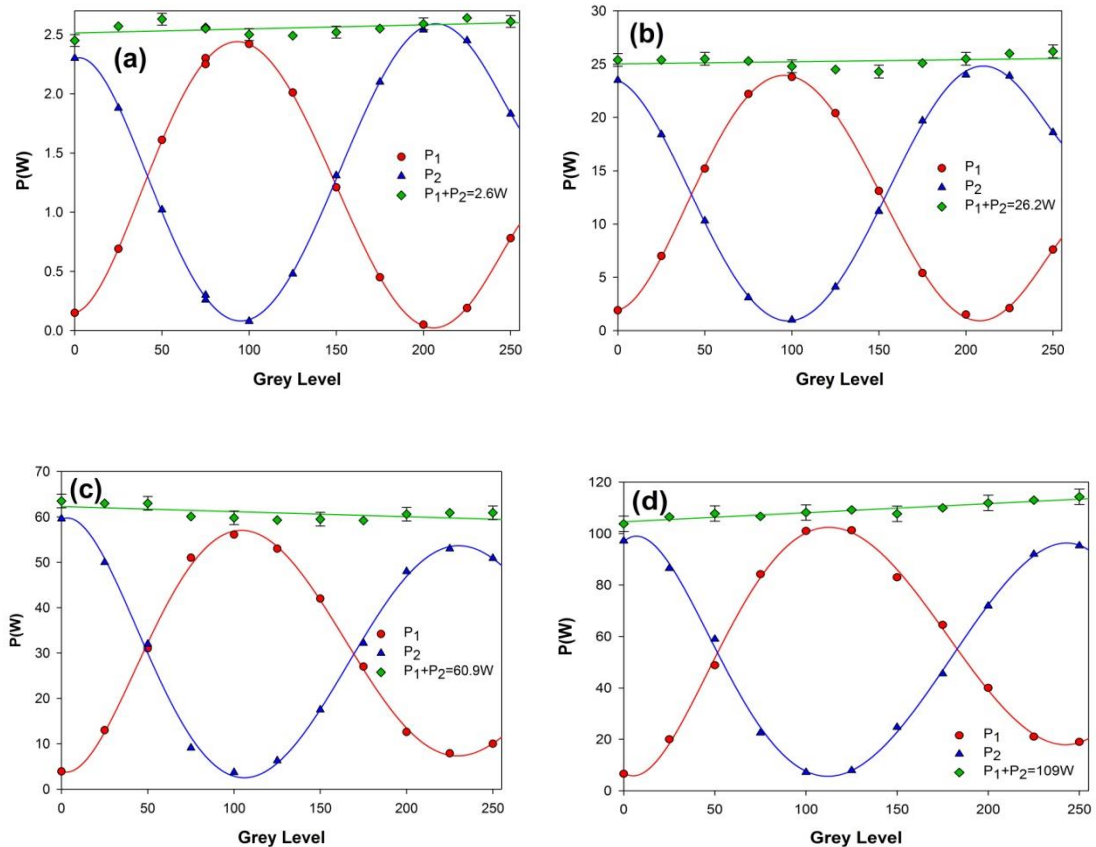 (a)
P(W)
2.5
2.0
1.5
1.0
0.5
0.0
P1
P2
P1+P2=2.6W
0 50 100 150 200 250
Grey Level
(b)
P(W)
30
25
20
15
10
5
0
P1
P2
P1+P2=26.2W
0 50 100 150 200 250
Grey Level
(c)
P(W)
70
60
50
40
30
20
10
0
P1
P2
P1+P2=60.9W
0 50 100 150 200 250
Grey Level
(d)
P(W)
120
100
80
60
40
20
0
P1
P2
P1+P2=109W
0 50 100 150 200 250
Grey Level